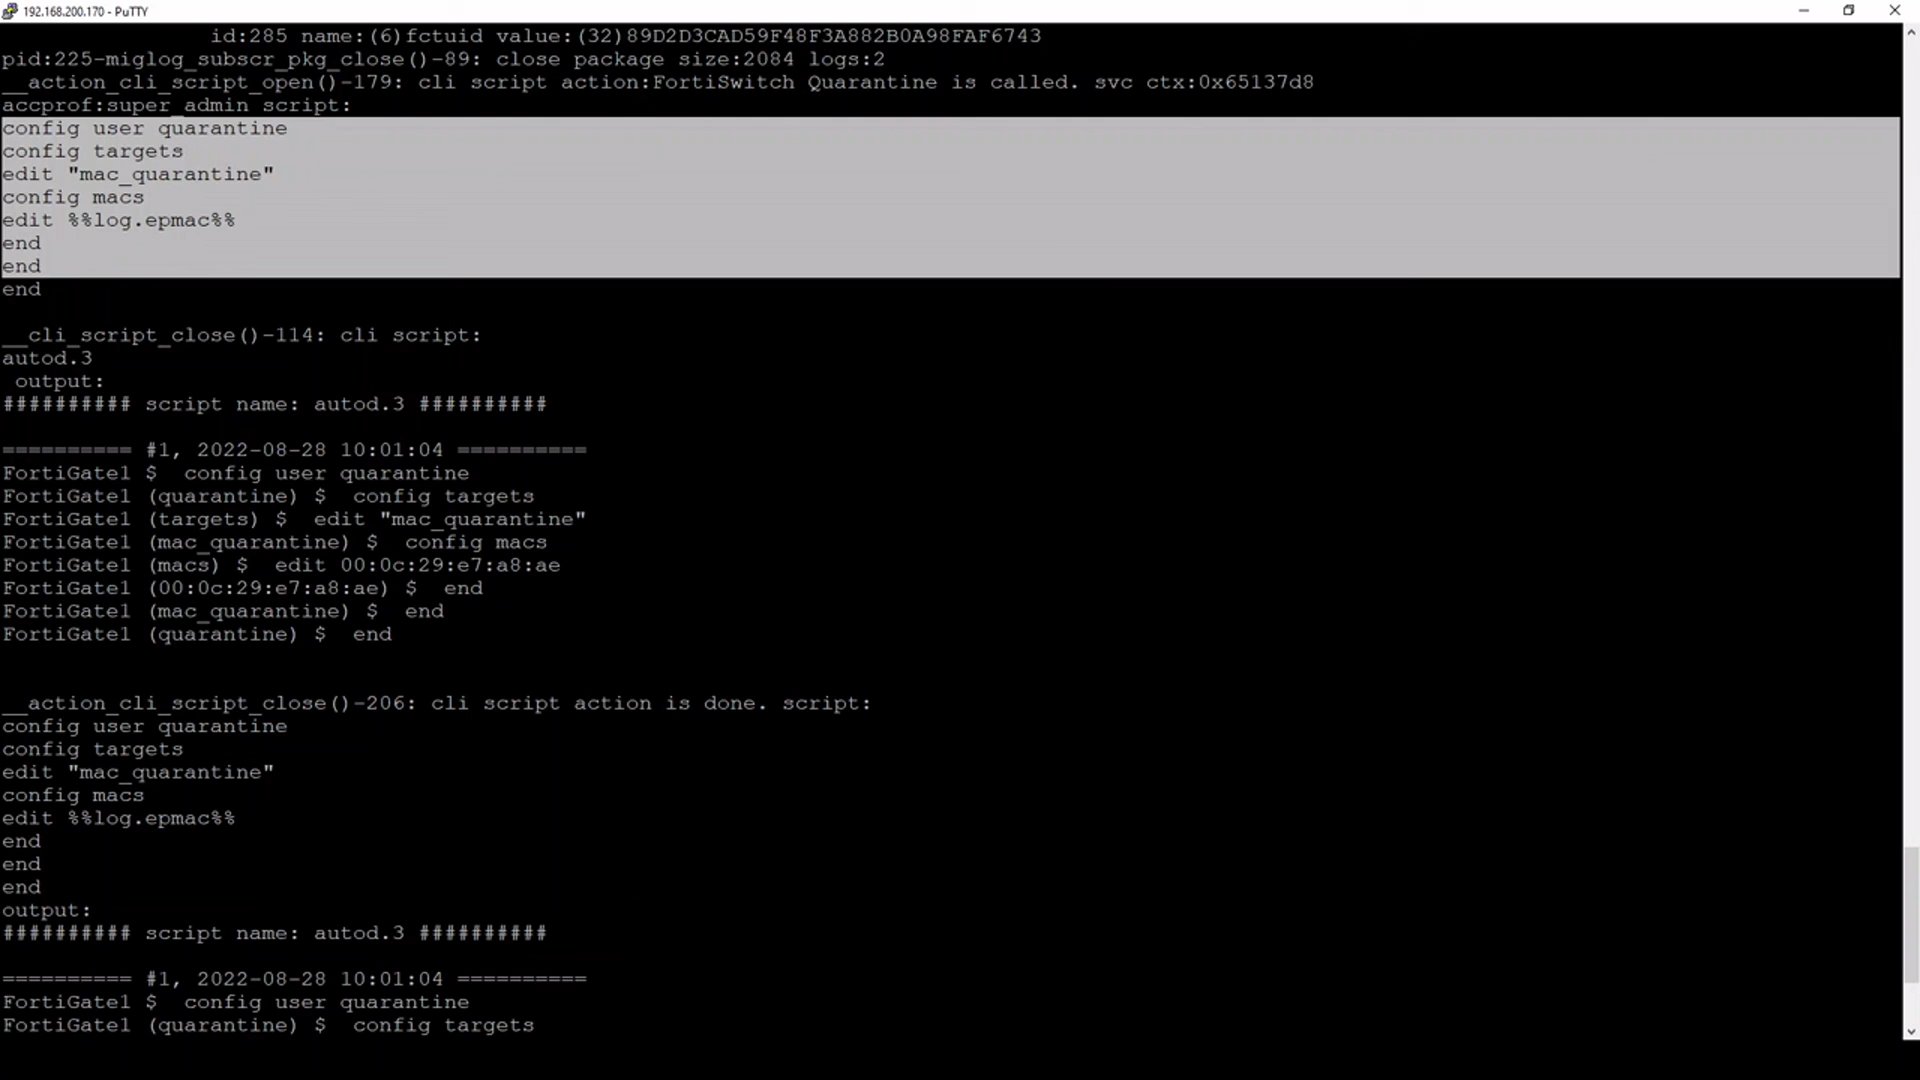 192.168.200.170 - PuTTY
id:285 name:(6)fctuid value:(32)89D2D3CAD59F48F3A882B0A98FAF6743
pid:225-miglog_subscr_pkg_close()-89: close package size:2084 logs:2
__action_cli_script_open()-179: cli script action:FortiSwitch Quarantine is called. svc ctx:0x65137d8
accprof:super_admin script:
config user quarantine
config targets
edit "mac_quarantine"
config macs
edit %%log.epmac%%
end
end
end
__cli_script_close()-114: cli script:
autod.3
output:
########## script name: autod.3 ##########
========== #1, 2022-08-28 10:01:04 ==========
FortiGate1 $  config user quarantine
FortiGate1 (quarantine) $  config targets
FortiGate1 (targets) $  edit "mac_quarantine"
FortiGate1 (mac_quarantine) $  config macs
FortiGate1 (macs) $  edit 00:0c:29:e7:a8:ae
FortiGate1 (00:0c:29:e7:a8:ae) $  end
FortiGate1 (mac_quarantine) $  end
FortiGate1 (quarantine) $  end
__action_cli_script_close()-206: cli script action is done. script:
config user quarantine
config targets
edit "mac_quarantine"
config macs
edit %%log.epmac%%
end
end
end
output:
########## script name: autod.3 ##########
========== #1, 2022-08-28 10:01:04 ==========
FortiGate1 $  config user quarantine
FortiGate1 (quarantine) $  config targets